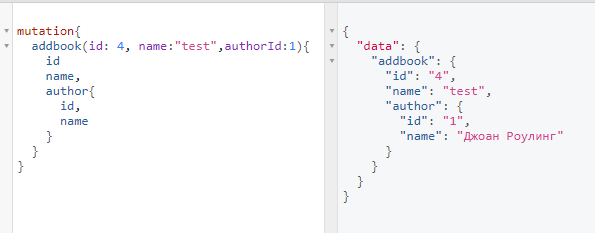 mutation{
addbook(id: 4, name:"test",authorId:1){
id
name,
author{
id,
name
}
}
}
{
"data": {
"addbook": {
"id": "4",
"name": "test",
"author": {
"id": "1",
"name": "Джоан Роулинг"
}
}
}
}